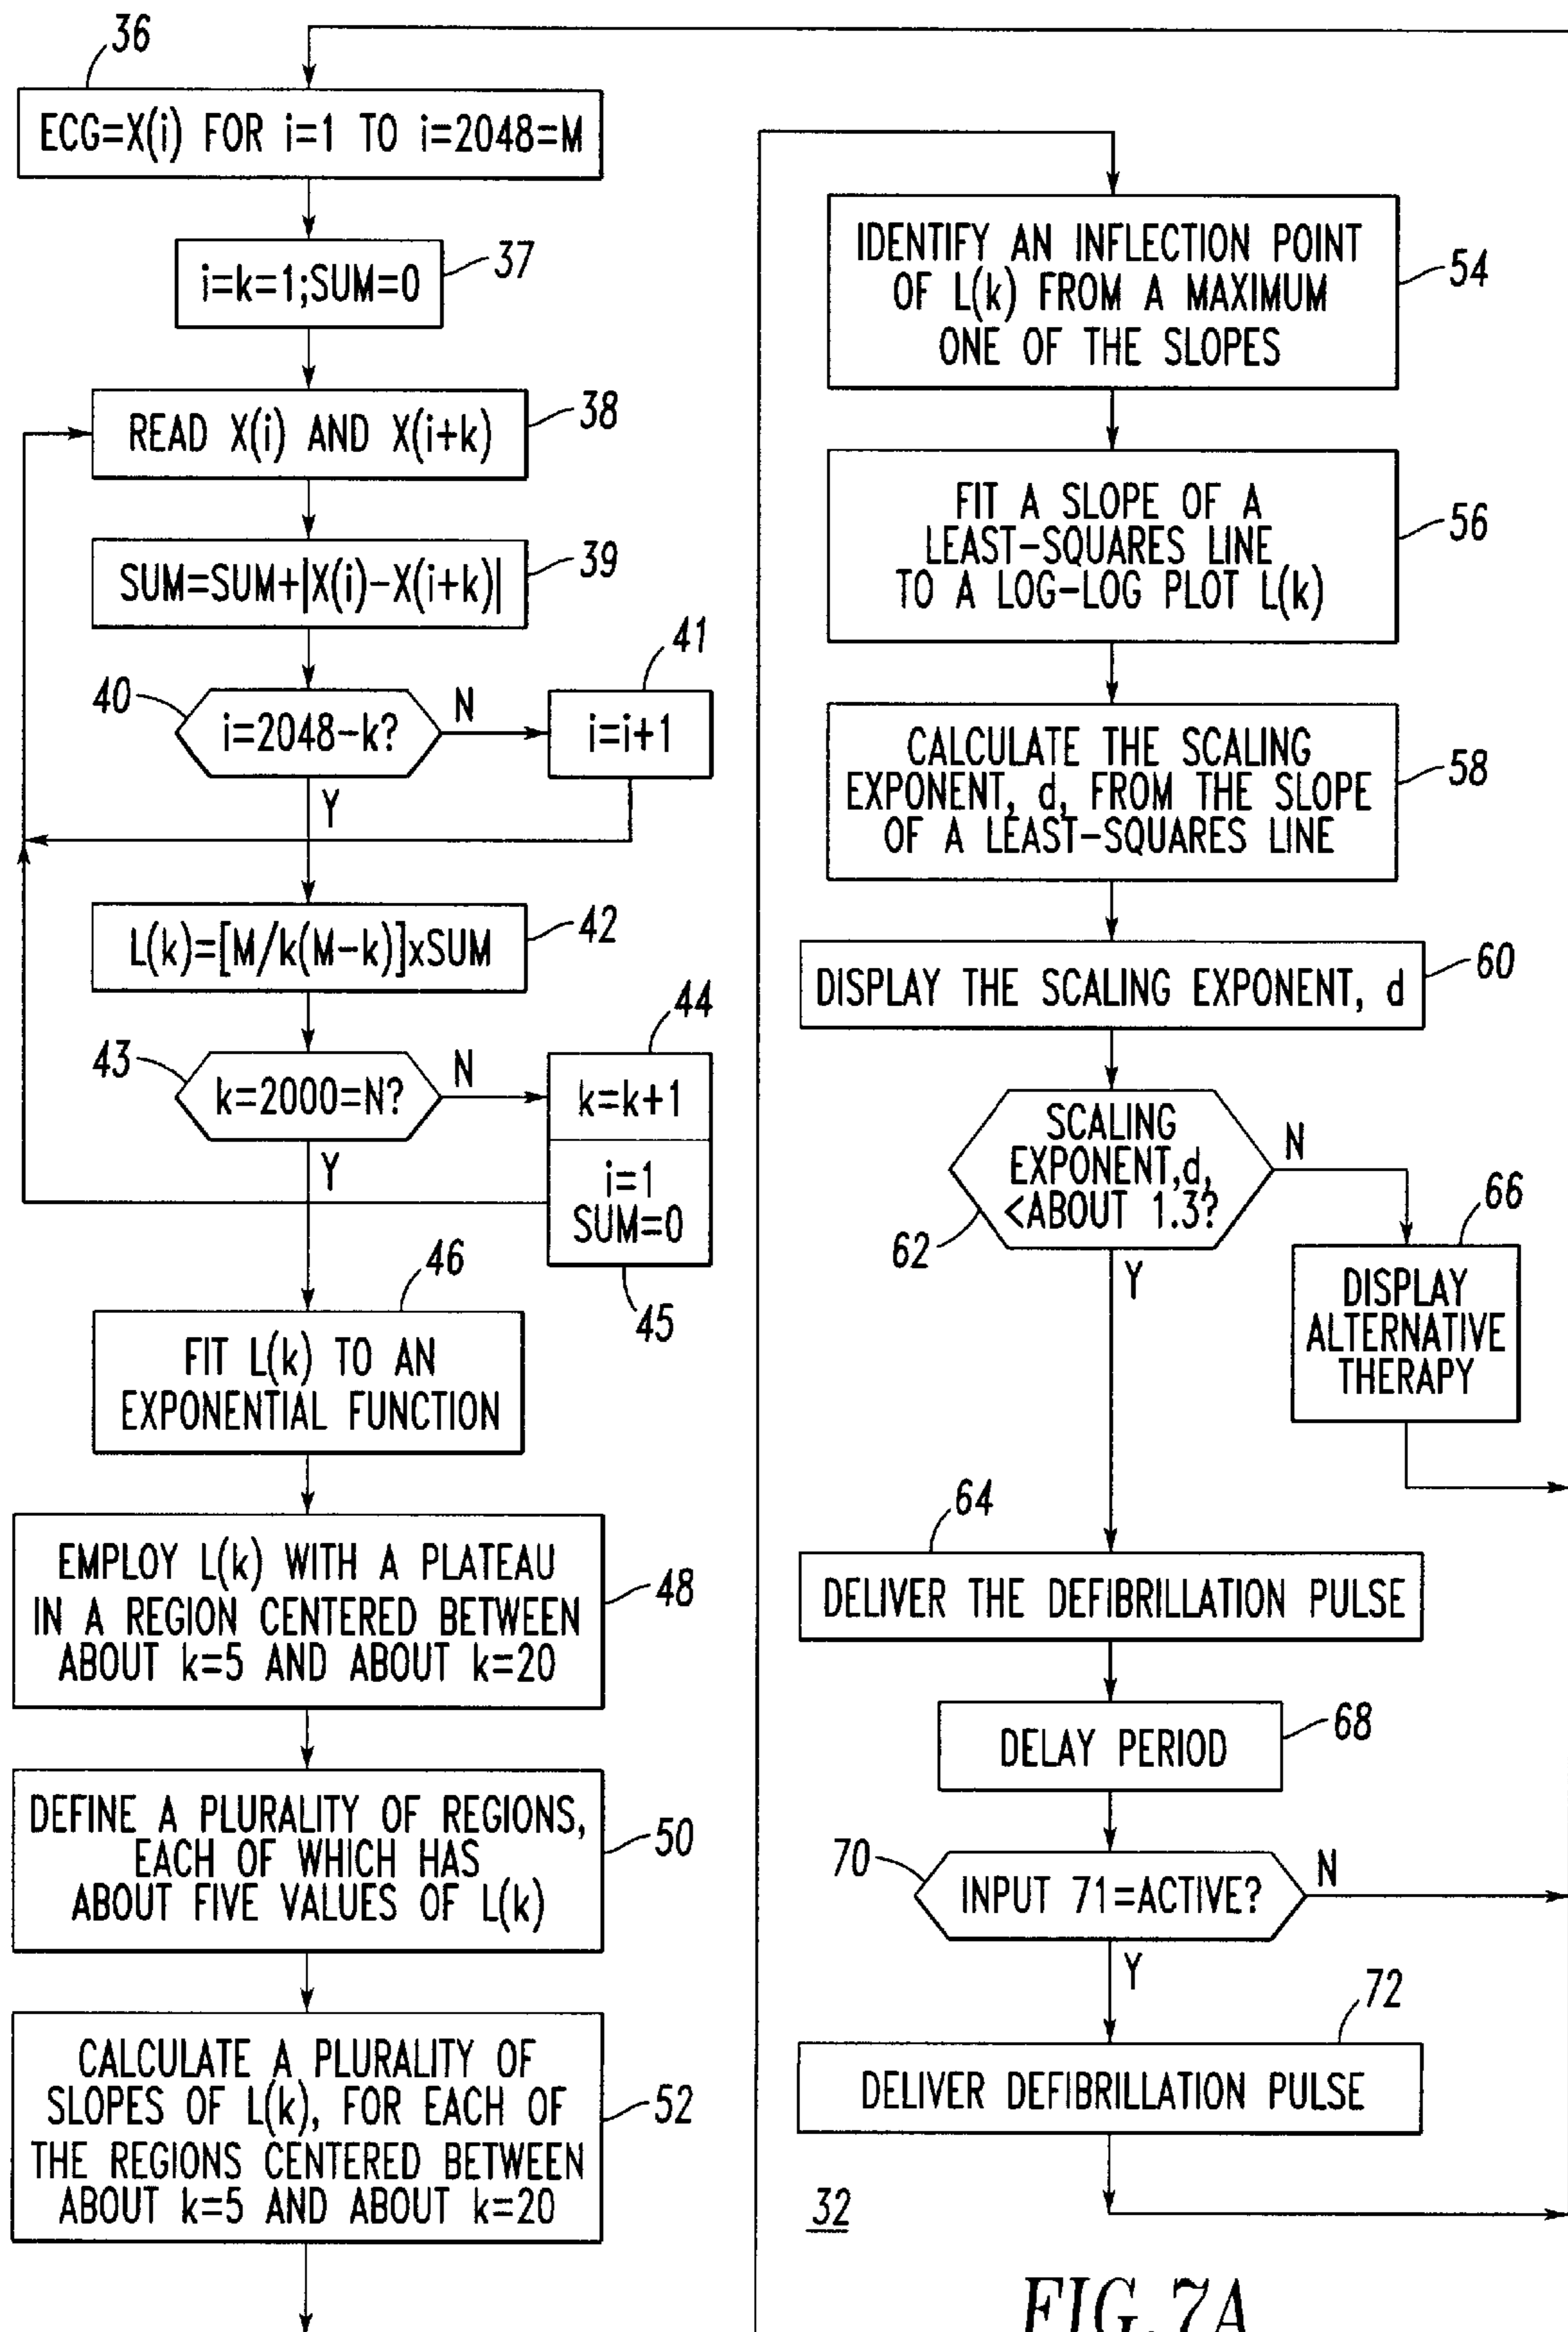 36
ECG=X(i) FOR i=1 TO i=2048=M
37
i=k=1;SUM=0
38
READ X(i) AND X(i+k)
39
SUM=SUM+|X(i)-X(i+k)|
40
i=2048-k?
N
Y
41
i=i+1
42
L(k)=[M/k(M-k)]xSUM
43
k=2000=N?
N
Y
44
k=k+1
i=1
SUM=0
45
46
FIT L(k) TO AN
EXPONENTIAL FUNCTION
48
EMPLOY L(k) WITH A PLATEAU
IN A REGION CENTERED BETWEEN
ABOUT k=5 AND ABOUT k=20
50
DEFINE A PLURALITY OF REGIONS,
EACH OF WHICH HAS
ABOUT FIVE VALUES OF L(k)
52
CALCULATE A PLURALITY OF
SLOPES OF L(k), FOR EACH OF
THE REGIONS CENTERED BETWEEN
ABOUT k=5 AND ABOUT k=20
54
IDENTIFY AN INFLECTION POINT
OF L(k) FROM A MAXIMUM
ONE OF THE SLOPES
56
FIT A SLOPE OF A
LEAST-SQUARES LINE
TO A LOG-LOG PLOT L(k)
58
CALCULATE THE SCALING
EXPONENT, d, FROM THE SLOPE
OF A LEAST-SQUARES LINE
60
DISPLAY THE SCALING EXPONENT, d
62
SCALING
EXPONENT,d,
<ABOUT 1.3?
N
Y
66
DISPLAY
ALTERNATIVE
THERAPY
64
DELIVER THE DEFIBRILLATION PULSE
68
DELAY PERIOD
70
INPUT 71=ACTIVE?
N
Y
72
DELIVER DEFIBRILLATION PULSE
32
FIG. 7A